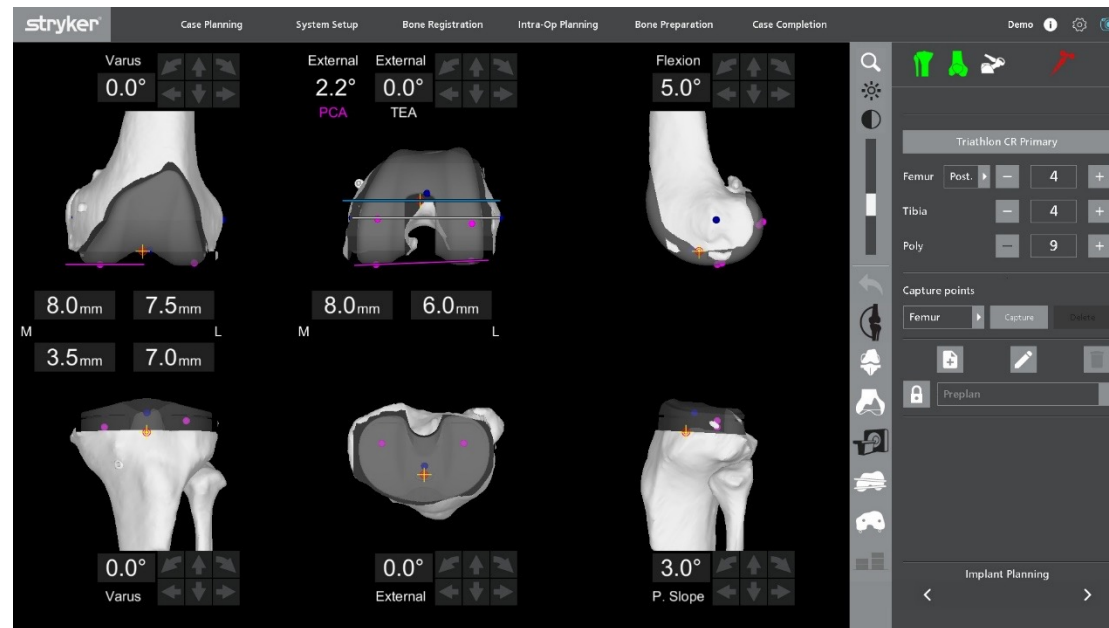 stryker Case Planning System Setup Bone Registration Intra-Op Planning Bone Preparation Case Completion Demo
Varus External External Flexion
0.0° 2.2° 0.0° 5.0°
PCA TEA
Triathlon CR Primary
Femur Post. 4
Tibia 4
Poly 9
Capture points
Femur Capture Delete
Preplan
8.0mm 7.5mm 8.0mm 6.0mm
M L M L
3.5mm 7.0mm
0.0° 0.0° 3.0°
Varus External P. Slope
Implant Planning